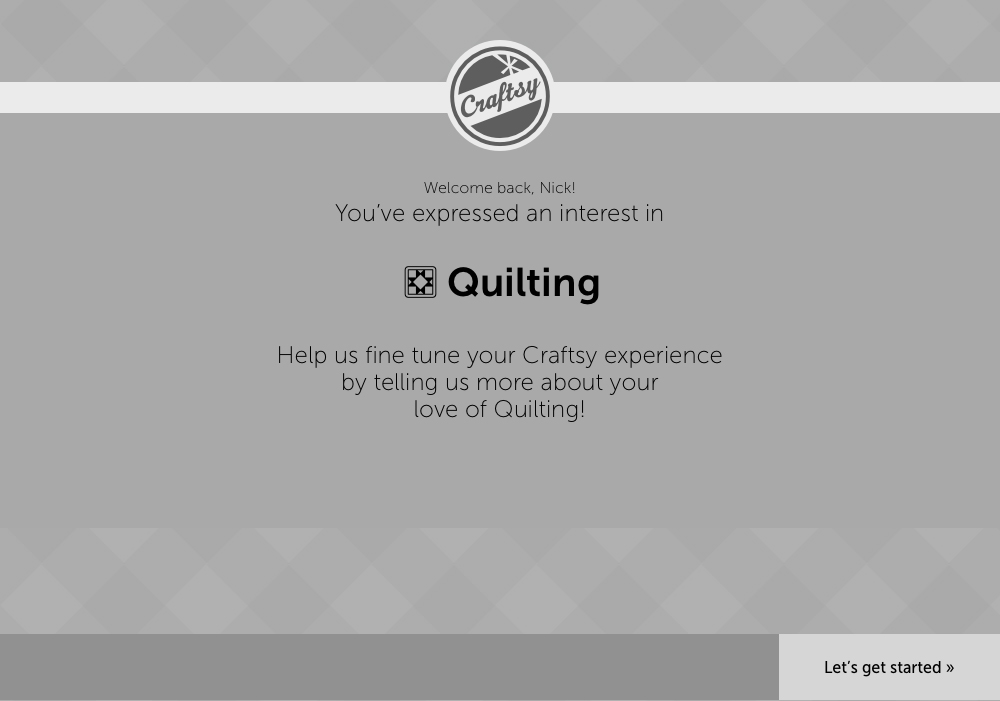 Craftsy
Welcome back, Nick!
You’ve expressed an interest in
Quilting
Help us fine tune your Craftsy experience
by telling us more about your
love of Quilting!
Let’s get started »